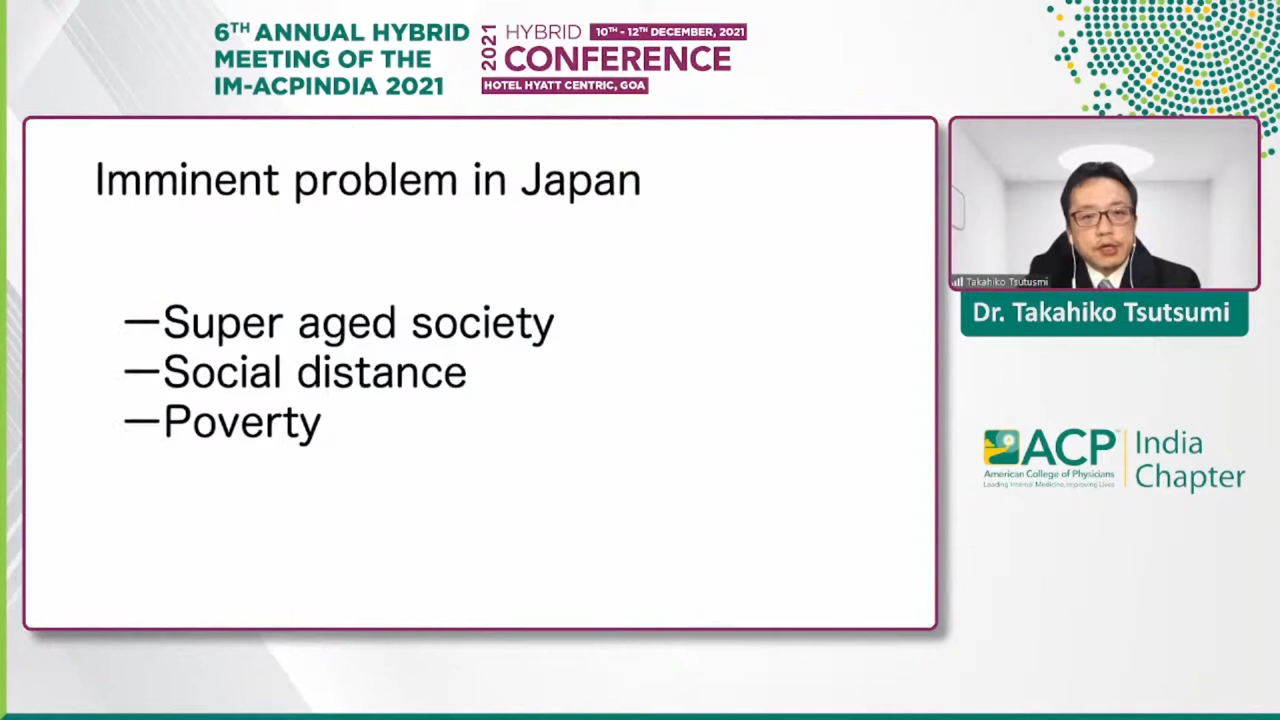 6TH ANNUAL HYBRID
MEETING OF THE
IM-ACPINDIA 2021
2021
HYBRID 10TH - 12TH DECEMBER, 2021
CONFERENCE
HOTEL HYATT CENTRIC, GOA
Imminent problem in Japan
—Super aged society
—Social distance
—Poverty
Takahiko Tsutusmi
Dr. Takahiko Tsutsumi
ACP
American College of Physicians
Leading Internal Medicine, Improving Lives
India
Chapter